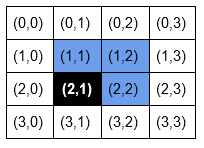 (0,0) (0,1) (0,2) (0,3)
(1,0) (1,1) (1,2) (1,3)
(2,0) (2,1) (2,2) (2,3)
(3,0) (3,1) (3,2) (3,3)